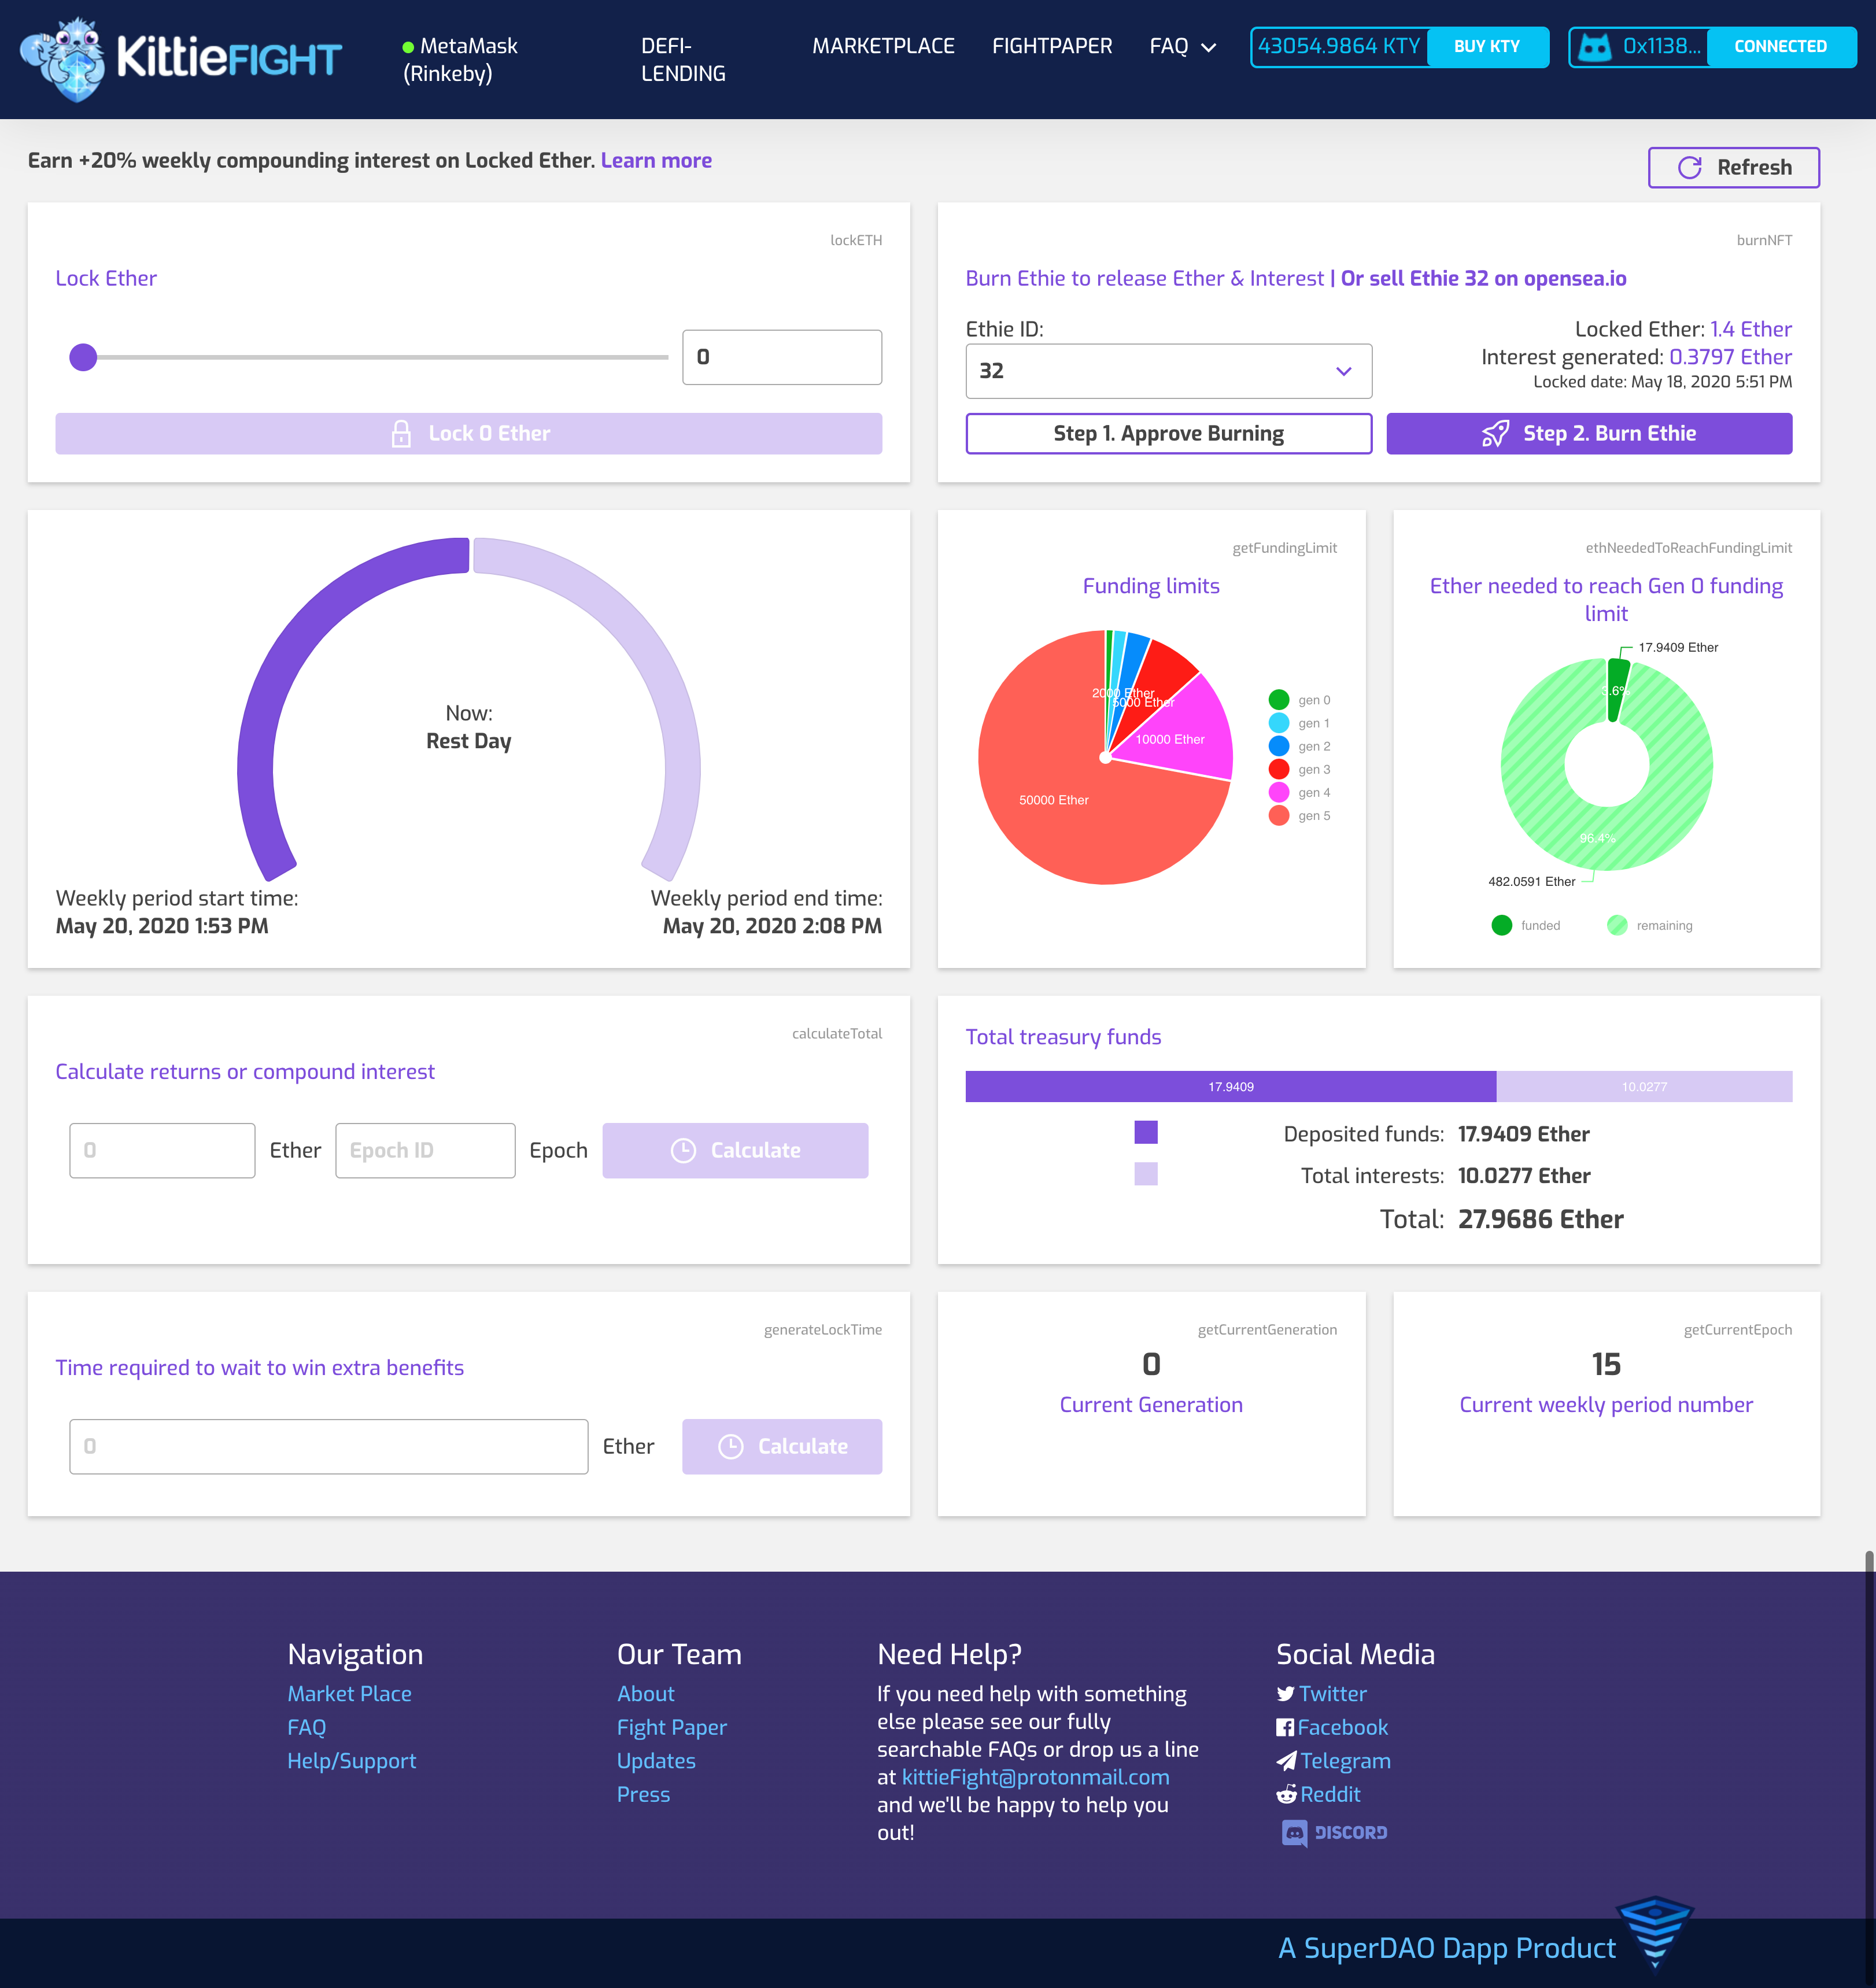 KittieFIGHT
MetaMask
(Rinkeby)
DEFI-
LENDING
MARKETPLACE
FIGHTPAPER
FAQ
43054.9864 KTY
BUY KTY
0x1138...
CONNECTED
Earn +20% weekly compounding interest on Locked Ether. Learn more
Refresh
lockETH
Lock Ether
0
Lock 0 Ether
burnNFT
Burn Ethie to release Ether & Interest | Or sell Ethie 32 on opensea.io
Ethie ID:
32
Locked Ether: 1.4 Ether
Interest generated: 0.3797 Ether
Locked date: May 18, 2020 5:51 PM
Step 1. Approve Burning
Step 2. Burn Ethie
Now:
Rest Day
Weekly period start time:
May 20, 2020 1:53 PM
Weekly period end time:
May 20, 2020 2:08 PM
getFundingLimit
Funding limits
2000 Ether
5000 Ether
10000 Ether
50000 Ether
gen 0
gen 1
gen 2
gen 3
gen 4
gen 5
ethNeededToReachFundingLimit
Ether needed to reach Gen 0 funding
limit
17.9409 Ether
3.6%
96.4%
482.0591 Ether
funded
remaining
calculateTotal
Calculate returns or compound interest
0
Ether
Epoch ID
Epoch
Calculate
Total treasury funds
17.9409
10.0277
Deposited funds: 17.9409 Ether
Total interests: 10.0277 Ether
Total: 27.9686 Ether
generateLockTime
Time required to wait to win extra benefits
0
Ether
Calculate
getCurrentGeneration
0
Current Generation
getCurrentEpoch
15
Current weekly period number
Navigation
Market Place
FAQ
Help/Support
Our Team
About
Fight Paper
Updates
Press
Need Help?
If you need help with something
else please see our fully
searchable FAQs or drop us a line
at kittieFight@protonmail.com
and we'll be happy to help you
out!
Social Media
Twitter
Facebook
Telegram
Reddit
DISCORD
A SuperDAO Dapp Product